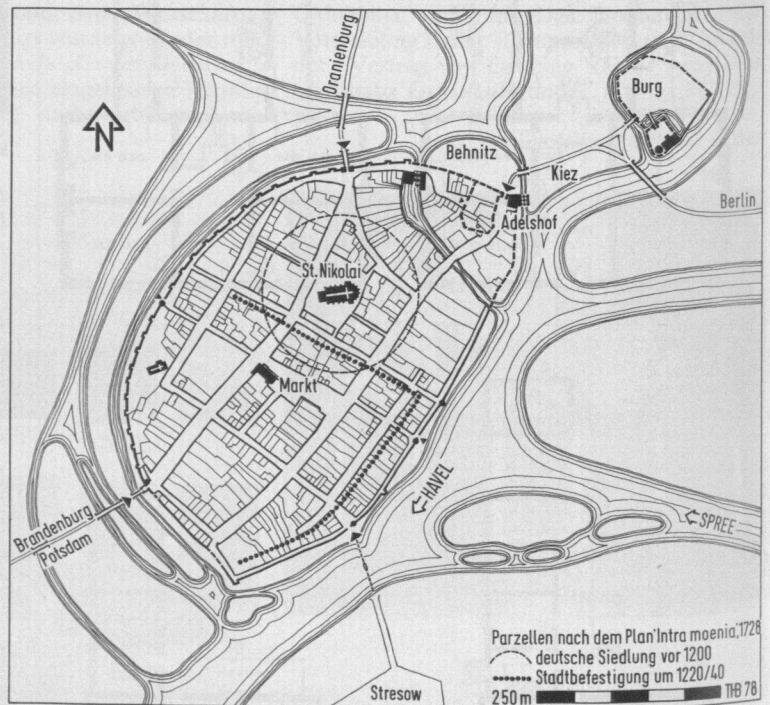 Oranienburg
Burg
N
Behnitz
Kiez
Berlin
Adelshof
St. Nikolai
Markt
HAVEL
SPREE
Brandenburg
Potsdam
Parzellen nach dem Plan "Intra moenia", 1728
deutsche Siedlung vor 1200
Stadtbefestigung um 1220/40
250 m
THB 78
Stresow